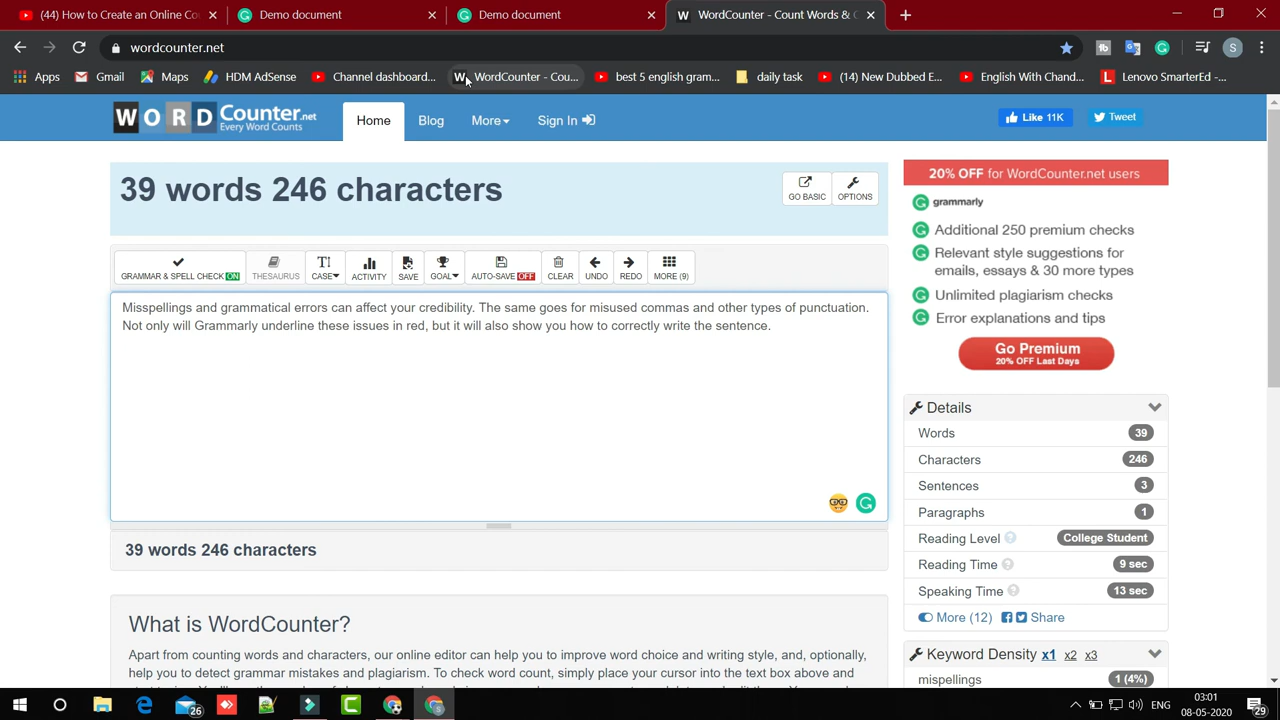 (44) How to Create an Online Co
Demo document
Demo document
WordCounter - Count Words & C
wordcounter.net
S
Apps
Gmail
Maps
HDM AdSense
Channel dashboard...
WordCounter - Cou...
best 5 english gram...
daily task
(14) New Dubbed E...
English With Chand...
Lenovo SmarterEd -...
WORD Counter.net
Every Word Counts
Home
Blog
More
Sign In
Like 11K
Tweet
39 words 246 characters
GO BASIC
OPTIONS
GRAMMAR & SPELL CHECK ON
THESAURUS
CASE
ACTIVITY
SAVE
GOAL
AUTO-SAVE OFF
CLEAR
UNDO
REDO
MORE (9)
Misspellings and grammatical errors can affect your credibility. The same goes for misused commas and other types of punctuation.
Not only will Grammarly underline these issues in red, but it will also show you how to correctly write the sentence.
39 words 246 characters
What is WordCounter?
Apart from counting words and characters, our online editor can help you to improve word choice and writing style, and, optionally,
help you to detect grammar mistakes and plagiarism. To check word count, simply place your cursor into the text box above and
20% OFF for WordCounter.net users
grammarly
Additional 250 premium checks
Relevant style suggestions for
emails, essays & 30 more types
Unlimited plagiarism checks
Error explanations and tips
Go Premium
20% OFF Last Days
Details
Words 39
Characters 246
Sentences 3
Paragraphs 1
Reading Level College Student
Reading Time 9 sec
Speaking Time 13 sec
More (12) Share
Keyword Density x1 x2 x3
mispellings 1 (4%)
26
ENG
03:01
08-05-2020
29